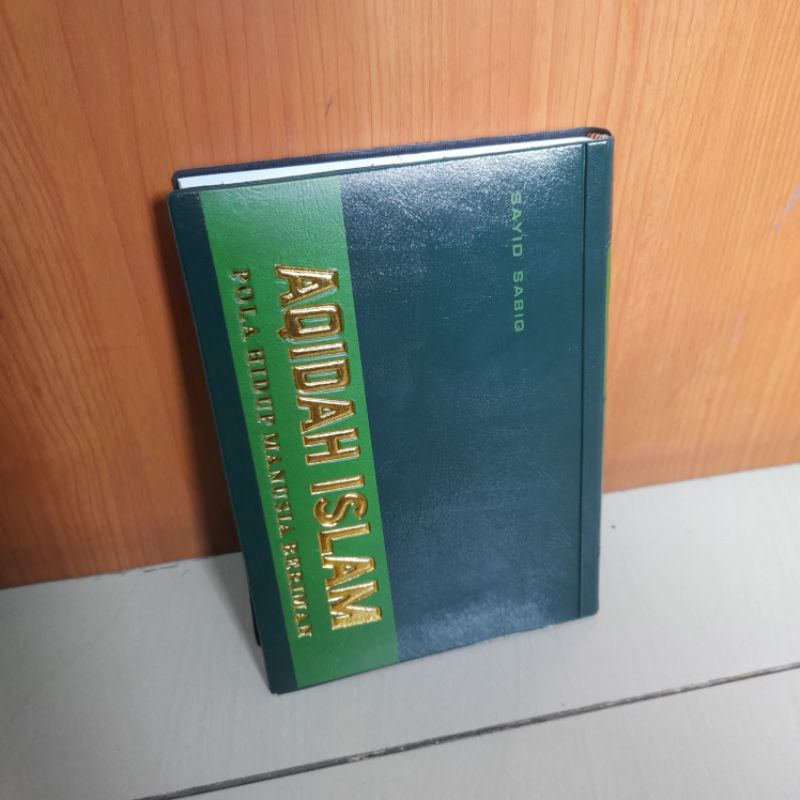 SAYID SABIQ
AQIDAH ISLAM
POLA HIDUP MANUSIA BERIMAN